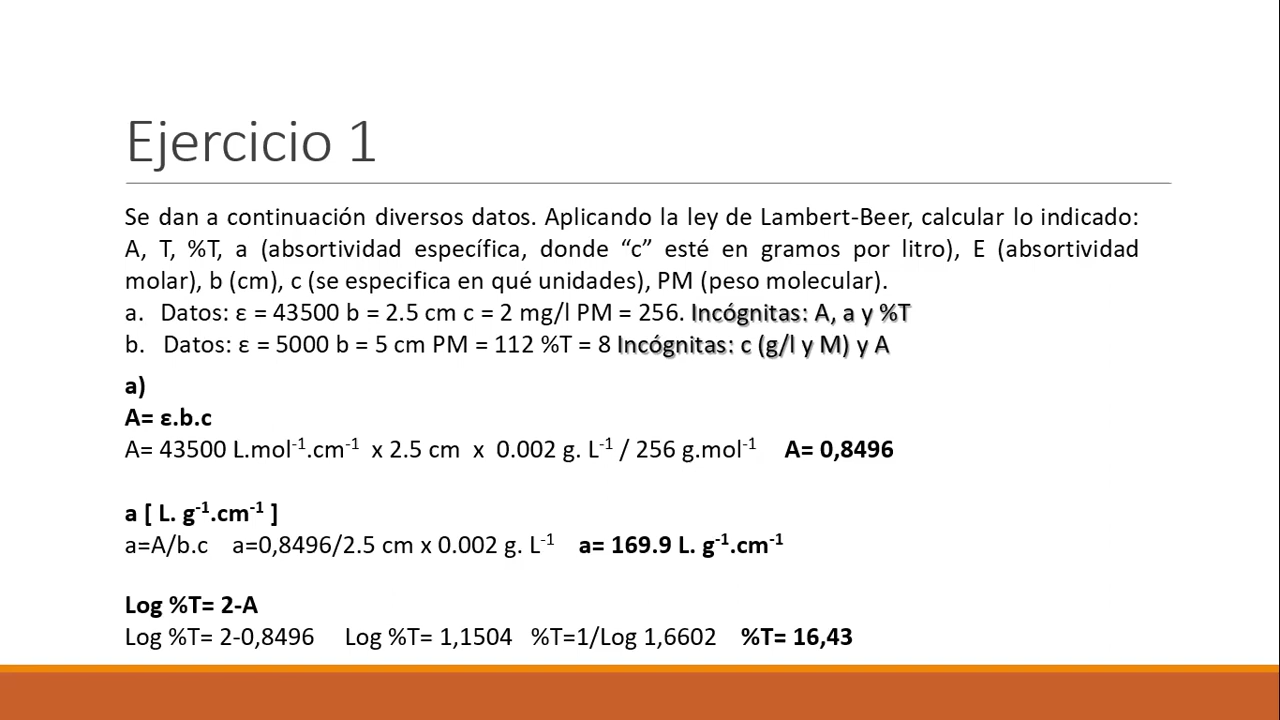 Ejercicio 1
Se dan a continuación diversos datos. Aplicando la ley de Lambert-Beer, calcular lo indicado:
A, T, %T, a (absortividad específica, donde “c” esté en gramos por litro), E (absortividad
molar), b (cm), c (se especifica en qué unidades), PM (peso molecular).
a. Datos: ε = 43500 b = 2.5 cm c = 2 mg/l PM = 256. Incógnitas: A, a y %T
b. Datos: ε = 5000 b = 5 cm PM = 112 %T = 8 Incógnitas: c (g/l y M) y A
a)
A= ε.b.c
A= 43500 L.mol⁻¹.cm⁻¹ x 2.5 cm x 0.002 g. L⁻¹ / 256 g.mol⁻¹ A= 0,8496
a [ L. g⁻¹.cm⁻¹ ]
a=A/b.c a=0,8496/2.5 cm x 0.002 g. L⁻¹ a= 169.9 L. g⁻¹.cm⁻¹
Log %T= 2-A
Log %T= 2-0,8496 Log %T= 1,1504 %T=1/Log 1,6602 %T= 16,43